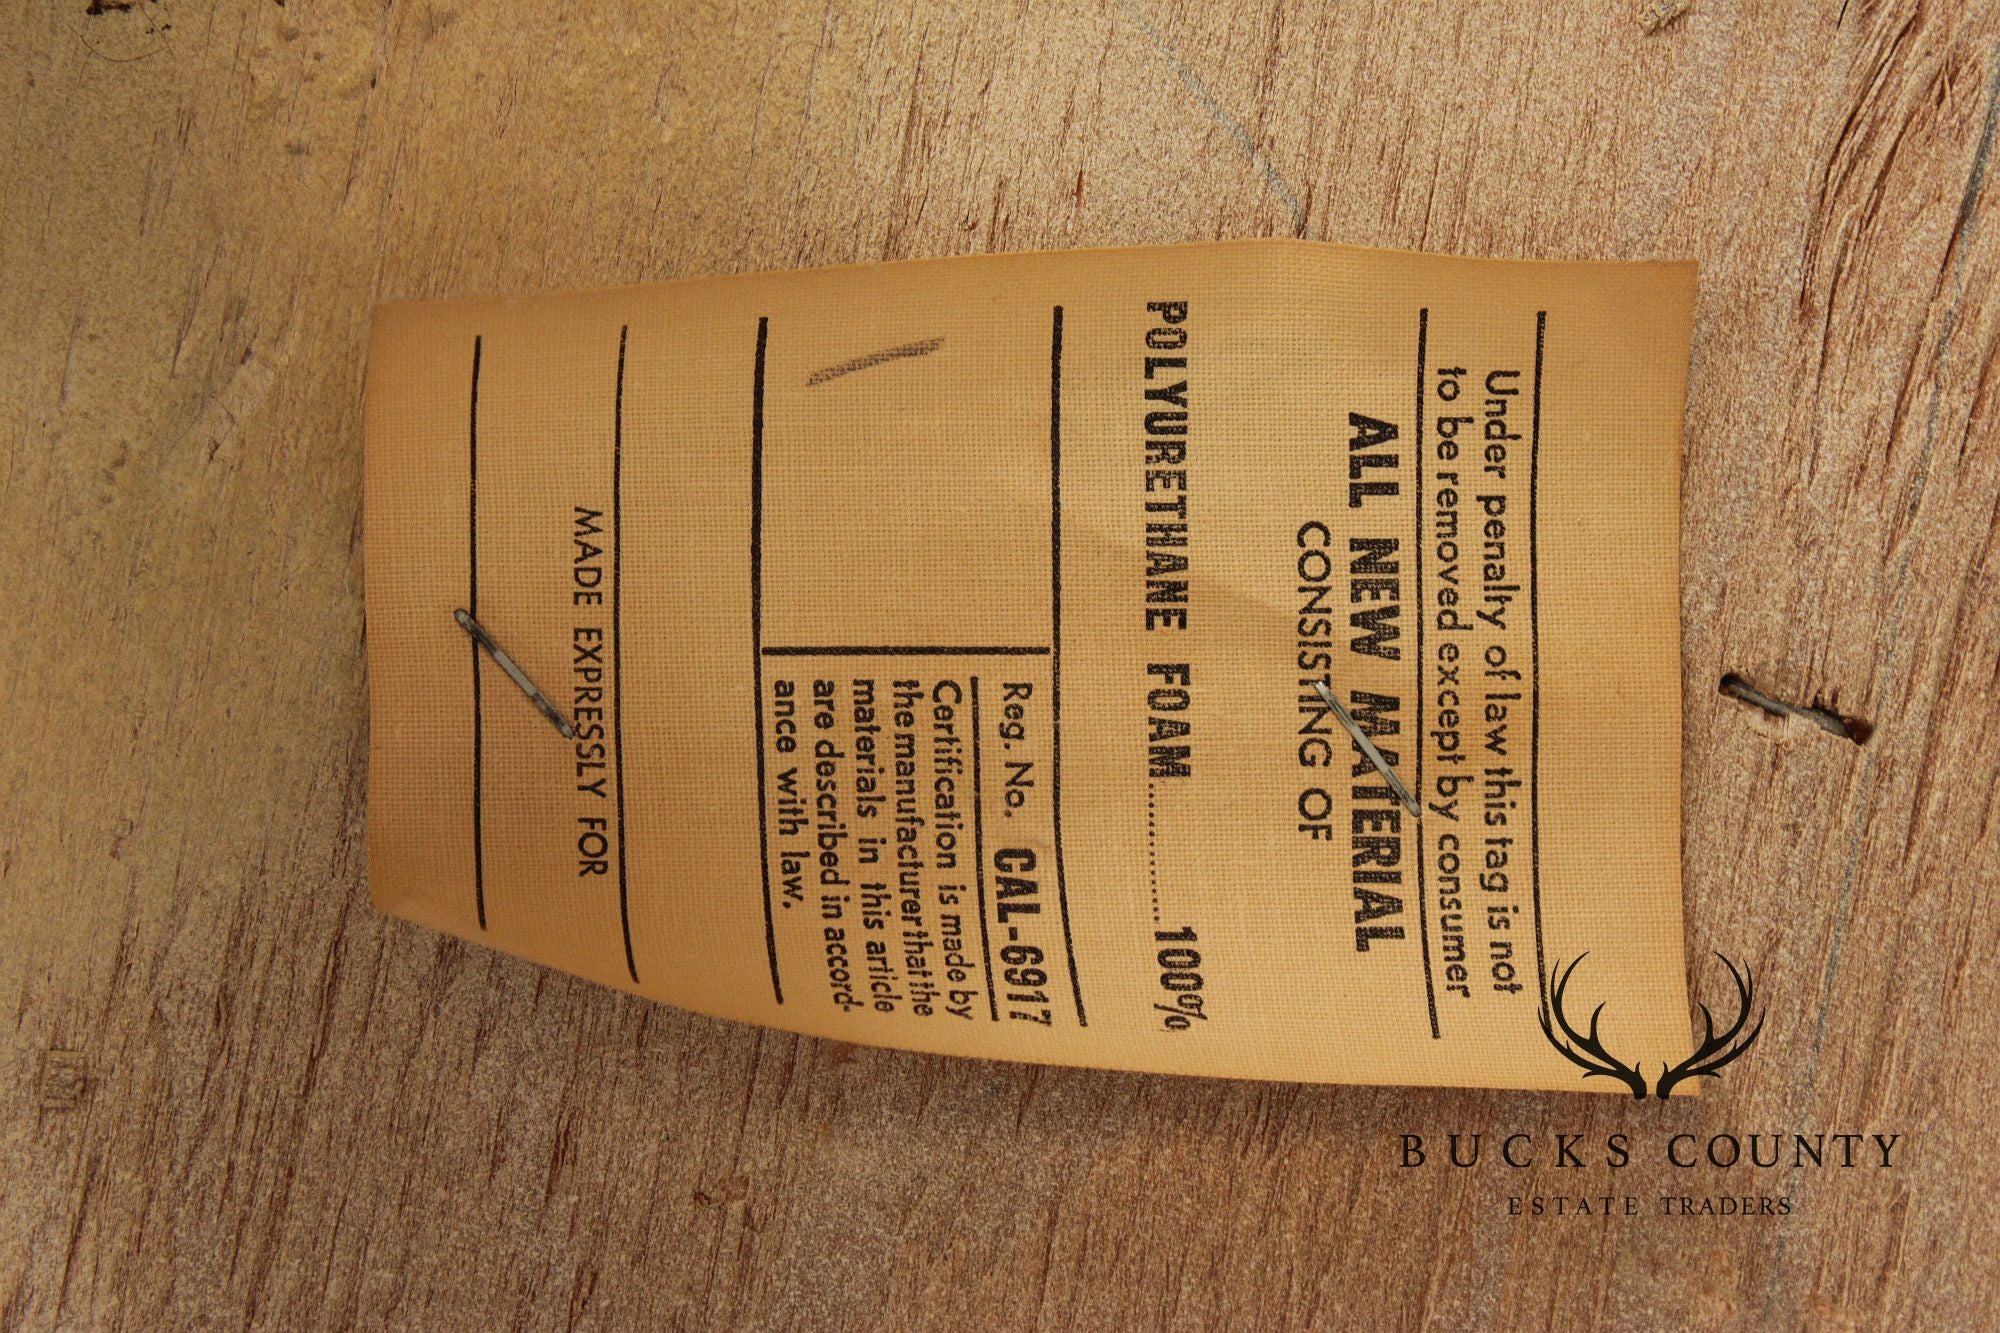 Under penalty of law this tag is not
to be removed except by consumer
ALL NEW MATERIAL
CONSISTING OF
POLYURETHANE FOAM..............100%
Reg. No. CAL-6917
Certification is made by
the manufacturer that the
materials in this article
are described in accord-
ance with law.
MADE EXPRESSLY FOR
BUCKS COUNTY
ESTATE TRADERS